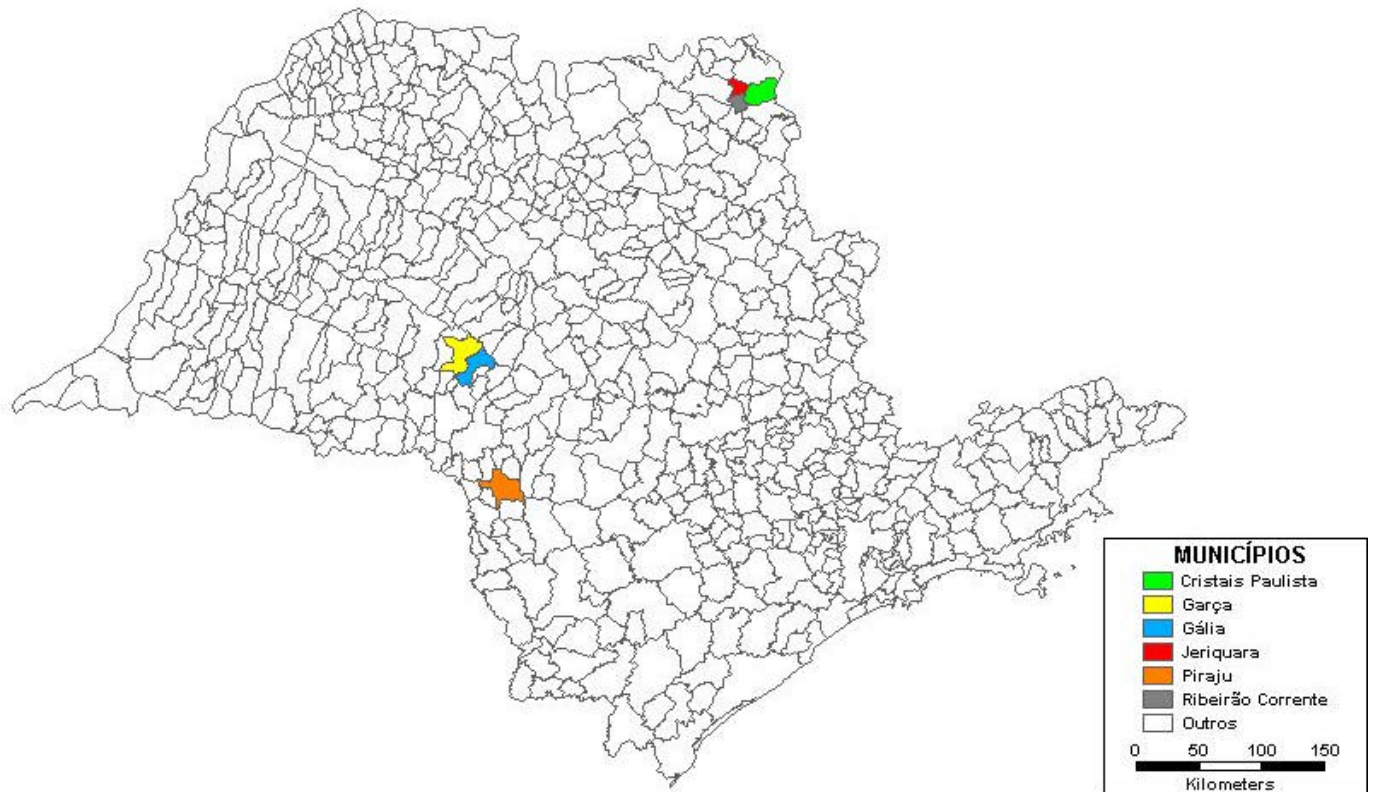 MUNICÍPIOS
Cristais Paulista
Garça
Gália
Jeriquara
Piraju
Ribeirão Corrente
Outros
0 50 100 150
Kilometers